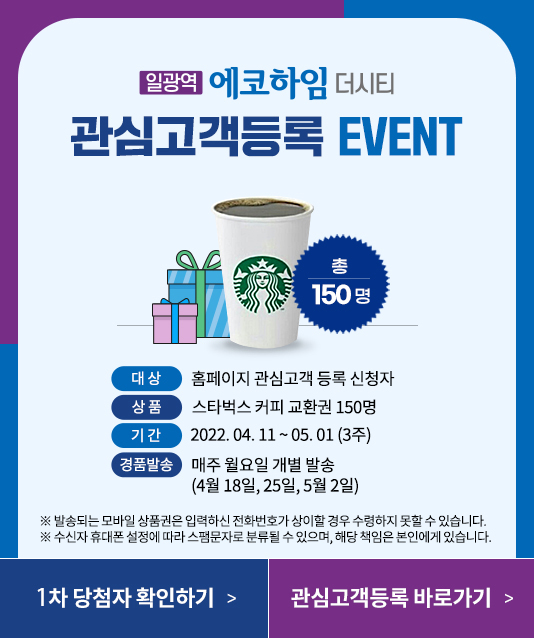 일광역 에코하임 더시티
관심고객등록 EVENT
총
150명
대상 홈페이지 관심고객 등록 신청자
상품 스타벅스 커피 교환권 150명
기간 2022. 04. 11 ~ 05. 01 (3주)
경품발송 매주 월요일 개별 발송
(4월 18일, 25일, 5월 2일)
※ 발송되는 모바일 상품권은 입력하신 전화번호가 상이할 경우 수령하지 못할 수 있습니다.
※ 수신자 휴대폰 설정에 따라 스팸문자로 분류될 수 있으며, 해당 책임은 본인에게 있습니다.
1차 당첨자 확인하기 >
관심고객등록 바로가기 >